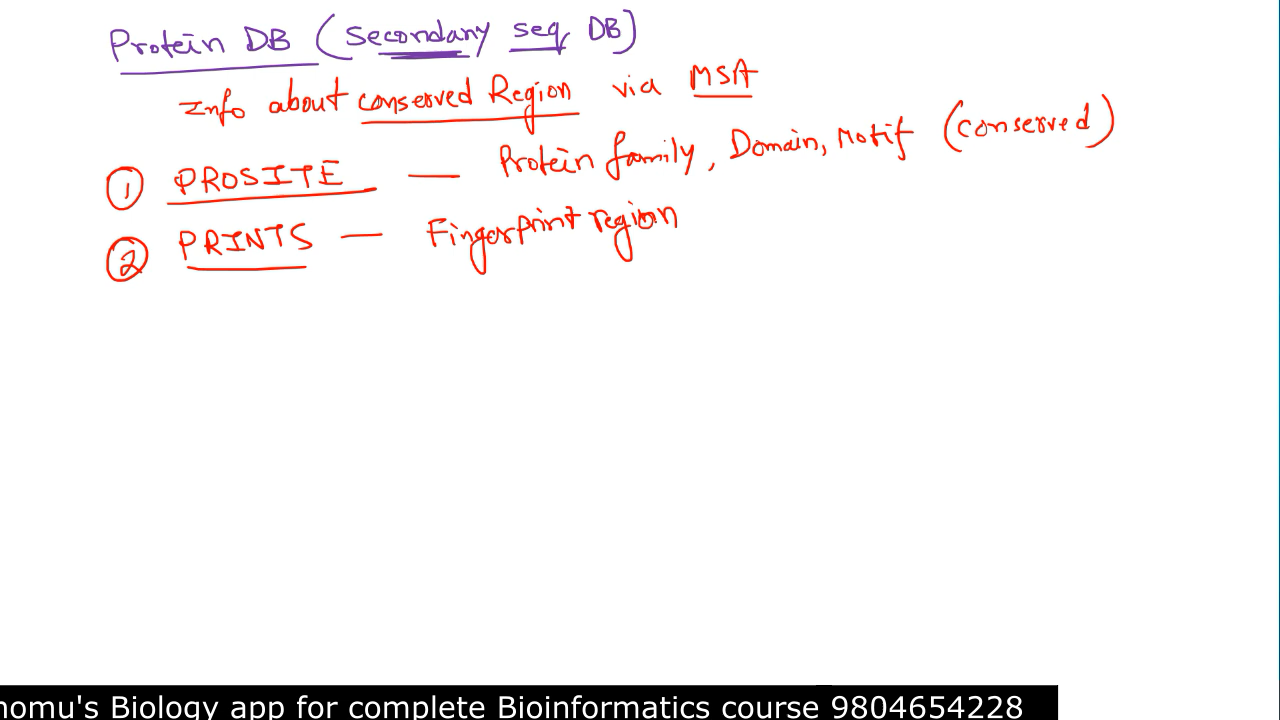 Protein DB (Secondary seq DB)
Info about conserved Region via MSA
① PROSITE — Protein family, Domain, Motif (conserved)
② PRINTS — Fingerprint region
nomu's Biology app for complete Bioinformatics course 9804654228